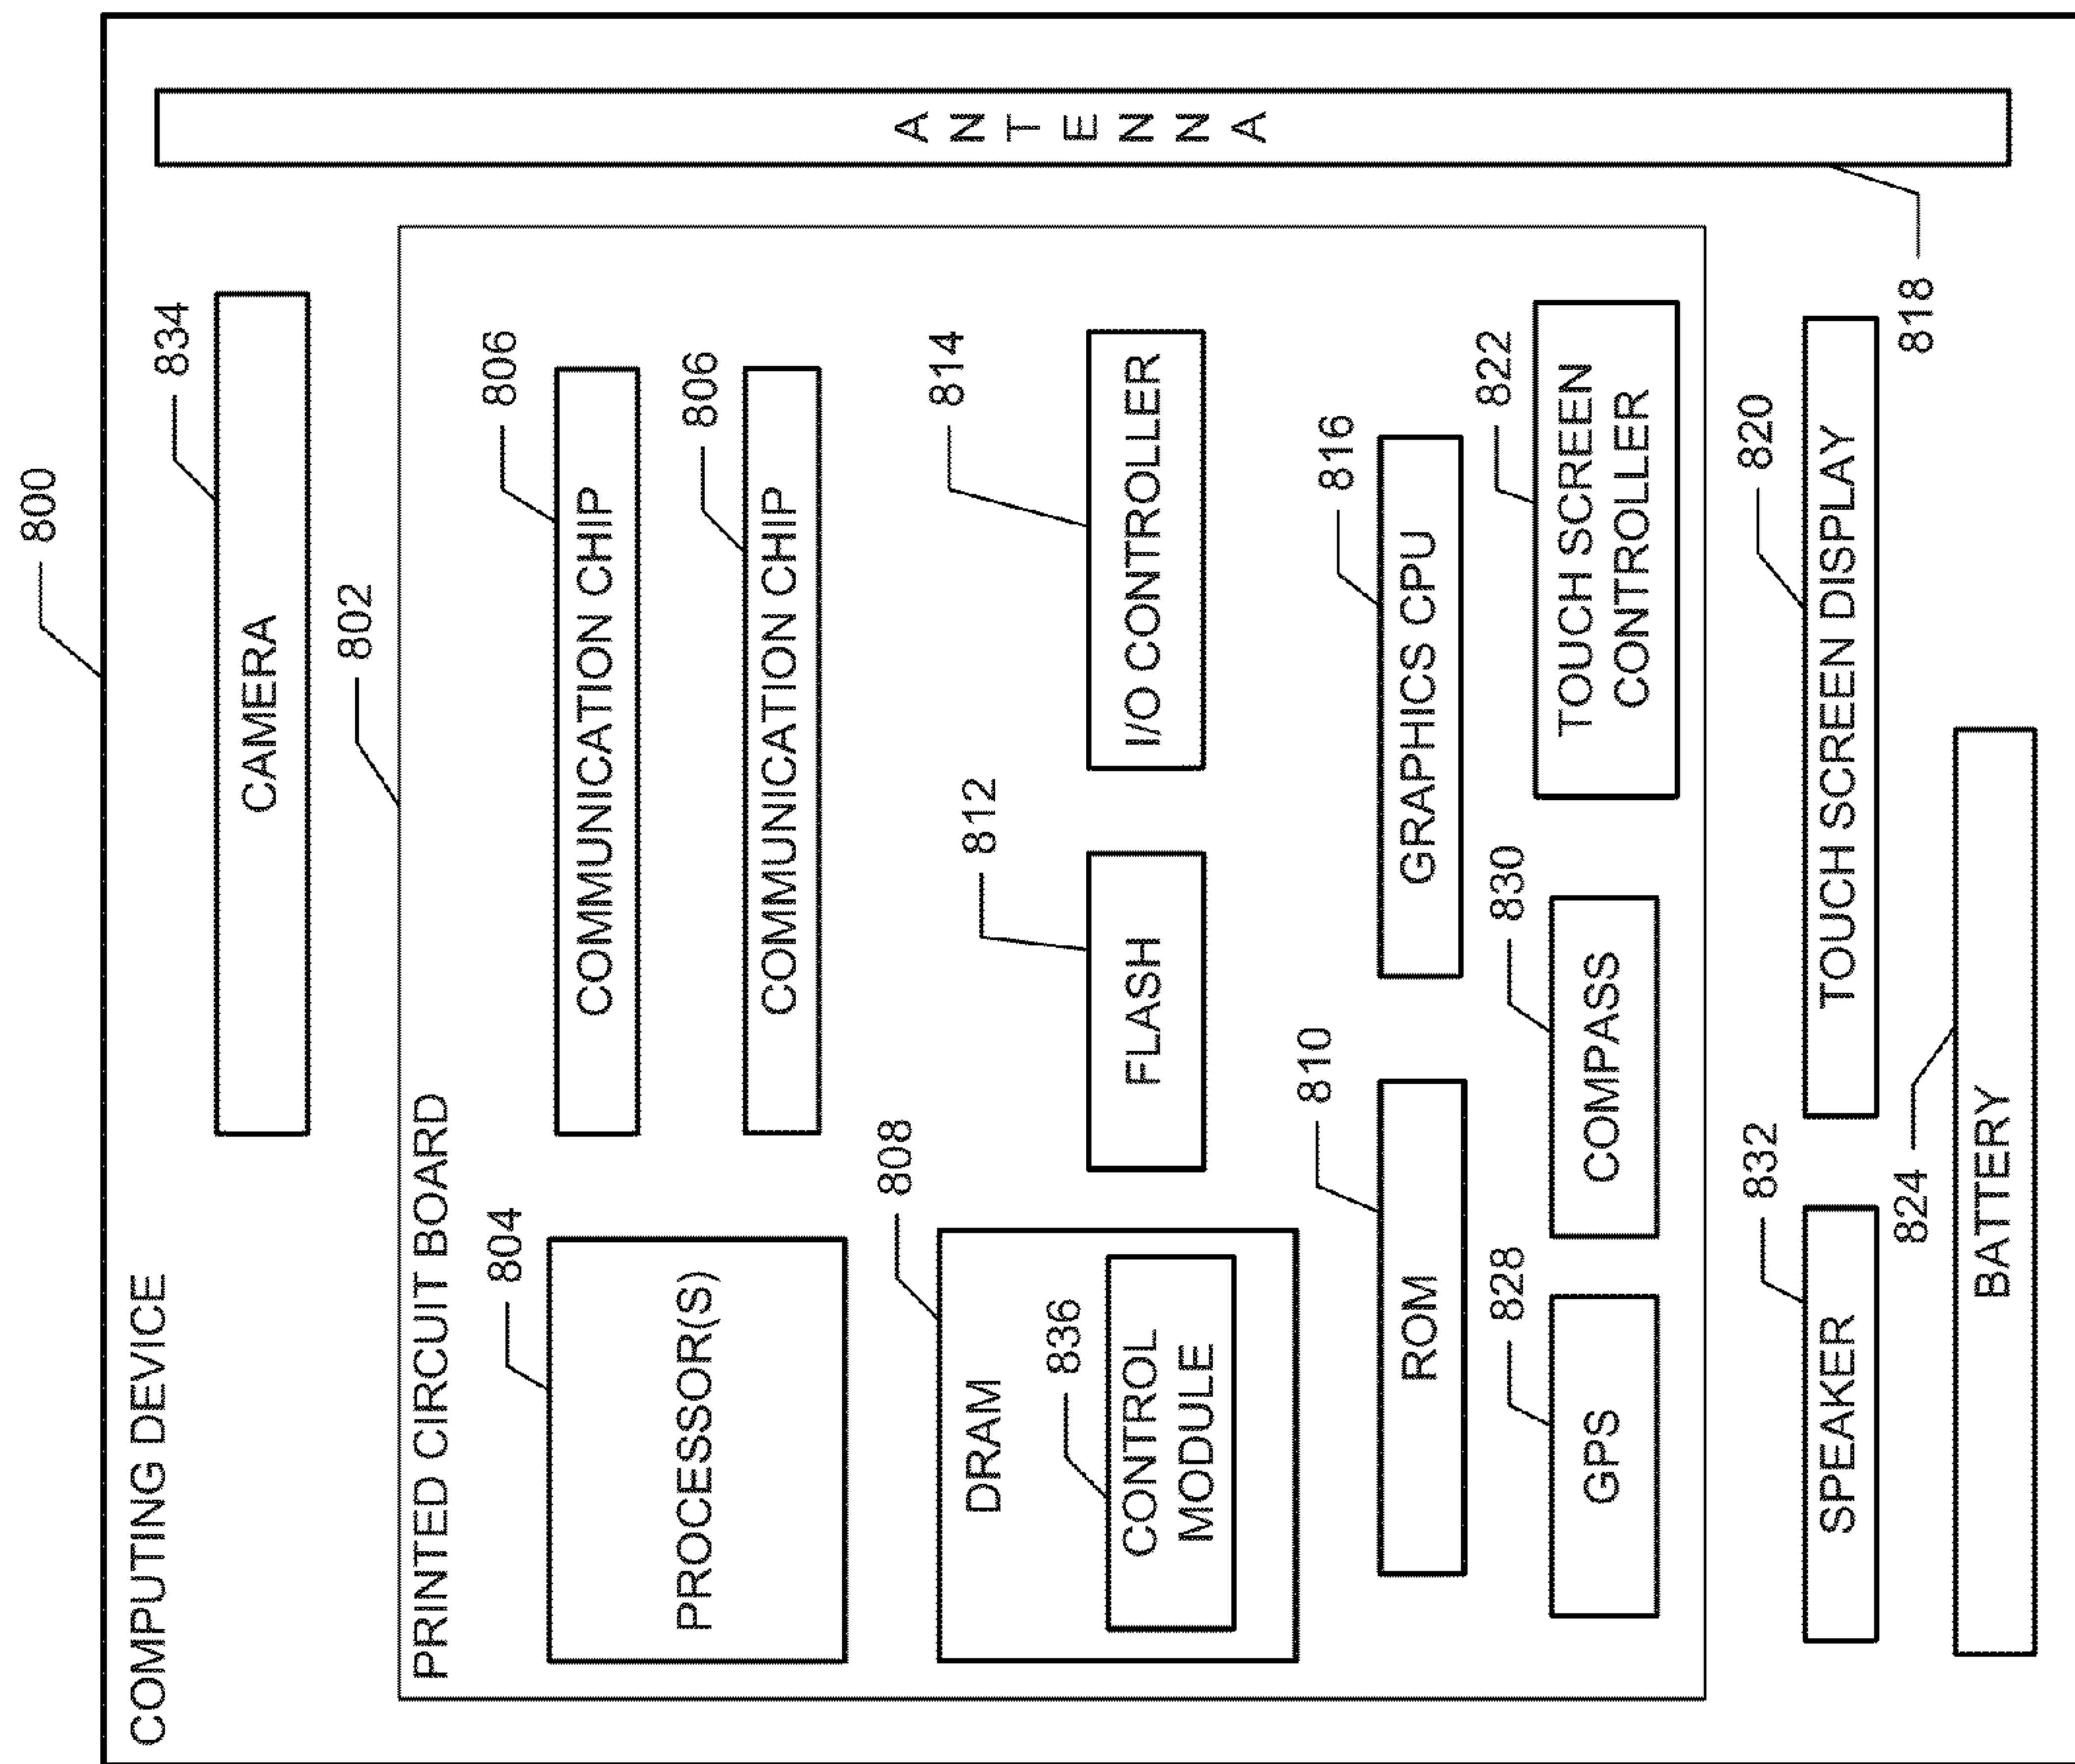 800
COMPUTING DEVICE
834
CAMERA
802
PRINTED CIRCUIT BOARD
804
PROCESSOR(S)
806
COMMUNICATION CHIP
806
COMMUNICATION CHIP
808
DRAM
836
CONTROL
MODULE
812
FLASH
814
I/O CONTROLLER
810
ROM
816
GRAPHICS CPU
828
GPS
830
COMPASS
822
TOUCH SCREEN
CONTROLLER
832
SPEAKER
820
TOUCH SCREEN DISPLAY
824
BATTERY
818
ANTENNA